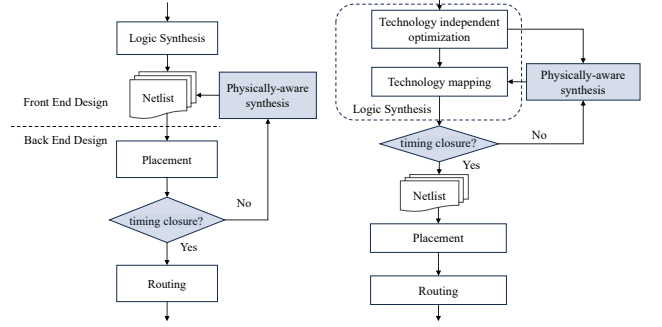 Logic Synthesis
Netlist
Physically-aware
synthesis
Front End Design
Back End Design
Placement
timing closure?
No
Yes
Routing
Technology independent
optimization
Technology mapping
Physically-aware
synthesis
Logic Synthesis
timing closure?
No
Yes
Netlist
Placement
Routing